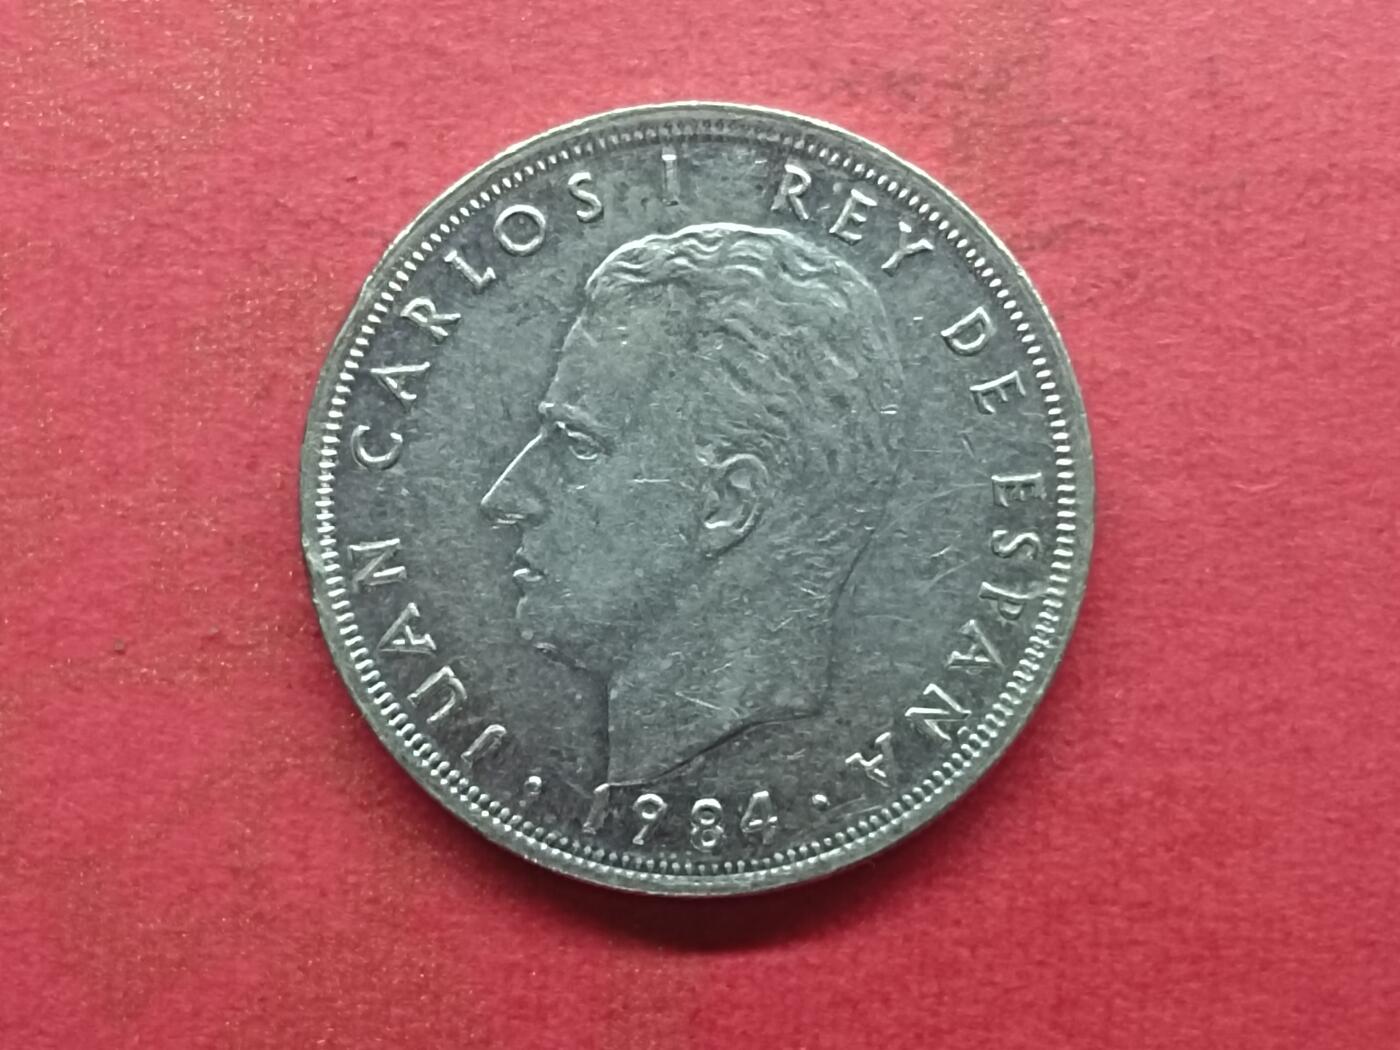 JUAN CARLOS I REY DE ESPAÑA
· 1984 ·